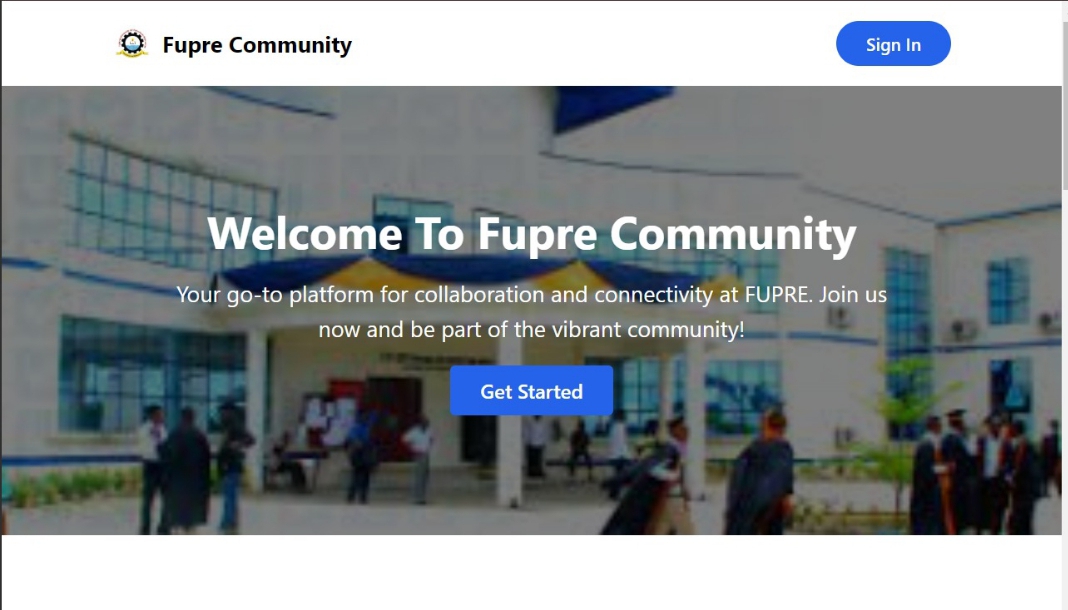 Fupre Community
Sign In
Welcome To Fupre Community
Your go-to platform for collaboration and connectivity at FUPRE. Join us
now and be part of the vibrant community!
Get Started